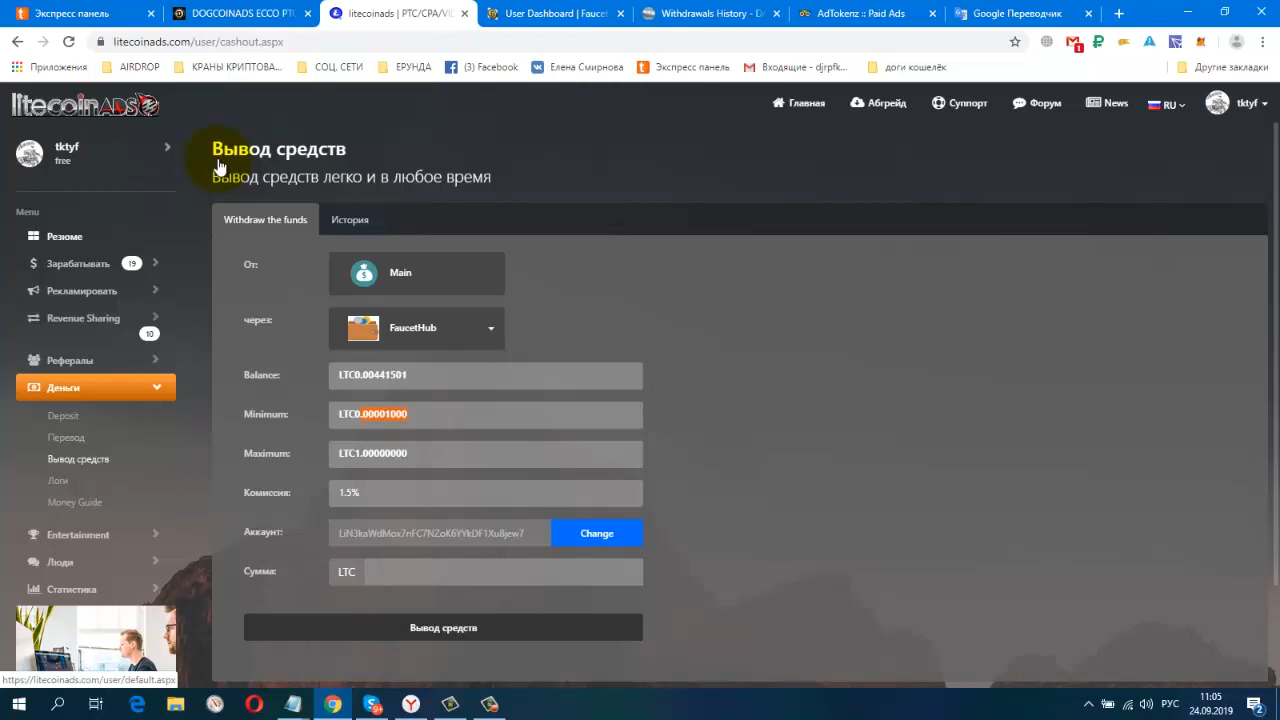 Экспресс панель
DOGCOINADS ECCO PTC
litecoinads | PTC/CPA/VI
User Dashboard | Faucet
Withdrawals History - D
AdTokenz :: Paid Ads
Google Переводчик
litecoinads.com/user/cashout.aspx
1
Приложения
AIRDROP
КРАНЫ КРИПТОВА...
СОЦ. СЕТИ
ЕРУНДА
(3) Facebook
Елена Смирнова
Экспресс панель
Входящие - djrpfk...
доги кошелёк
Другие закладки
litecoinADS
Главная
Абгрейд
Суппорт
Форум
News
RU
tktyf
tktyf
free
Menu
Резюме
Зарабатывать 19
Рекламировать
Revenue Sharing
10
Рефералы
Деньги
Deposit
Перевод
Вывод средств
Логи
Money Guide
Entertainment
Люди
Статистика
Вывод средств
Вывод средств легко и в любое время
Withdraw the funds
История
От:
Main
через:
FaucetHub
Balance:
LTC0.00441501
Minimum:
LTC0.00001000
Maximum:
LTC1.00000000
Комиссия:
1.5%
Аккаунт:
LiN3kaWdMox7nFC7NZoK6YYkDF1Xu8jew7
Change
Сумма:
LTC
Вывод средств
https://litecoinads.com/user/default.aspx
РУС
11:05
24.09.2019
2